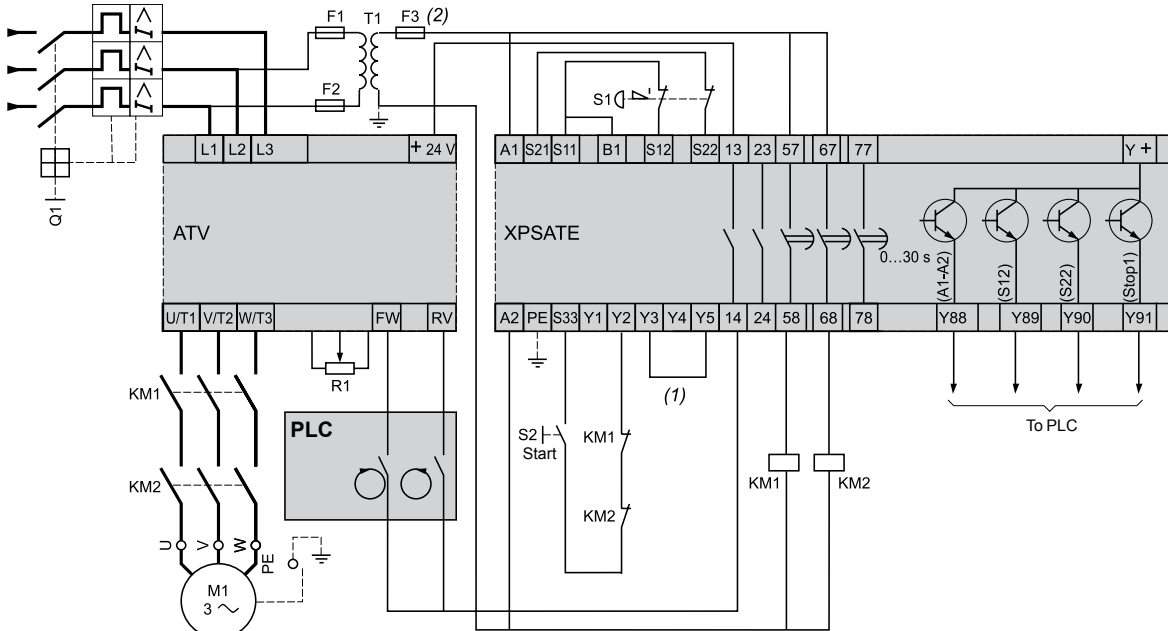 F1 T1 F3 (2)
F2
S1
L1 L2 L3 + 24 V
A1 S21 S11 B1 S12 S22 13 23 57 67 77 Y +
Q1
ATV
XPSATE
0...30 s
(A1-A2) (S12) (S22) (Stop1)
U/T1 V/T2 W/T3 FW RV
A2 PE S33 Y1 Y2 Y3 Y4 Y5 14 24 58 68 78 Y88 Y89 Y90 Y91
R1
KM1
(1)
To PLC
PLC
S2
Start
KM1
KM1 KM2
KM2
KM2
U V W PE
M1
3